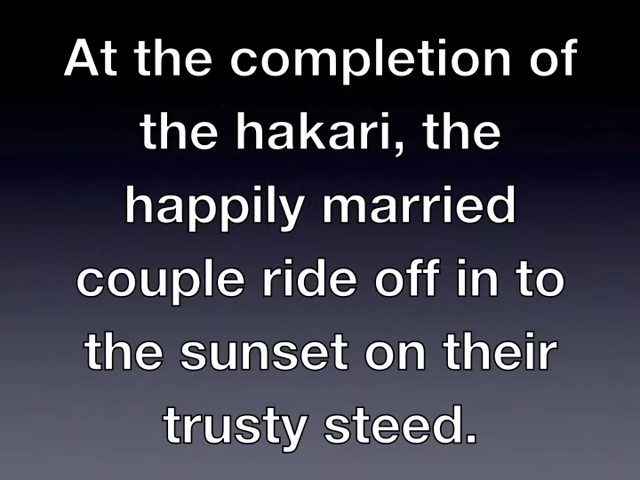 At the completion of
the hakari, the
happily married
couple ride off in to
the sunset on their
trusty steed.